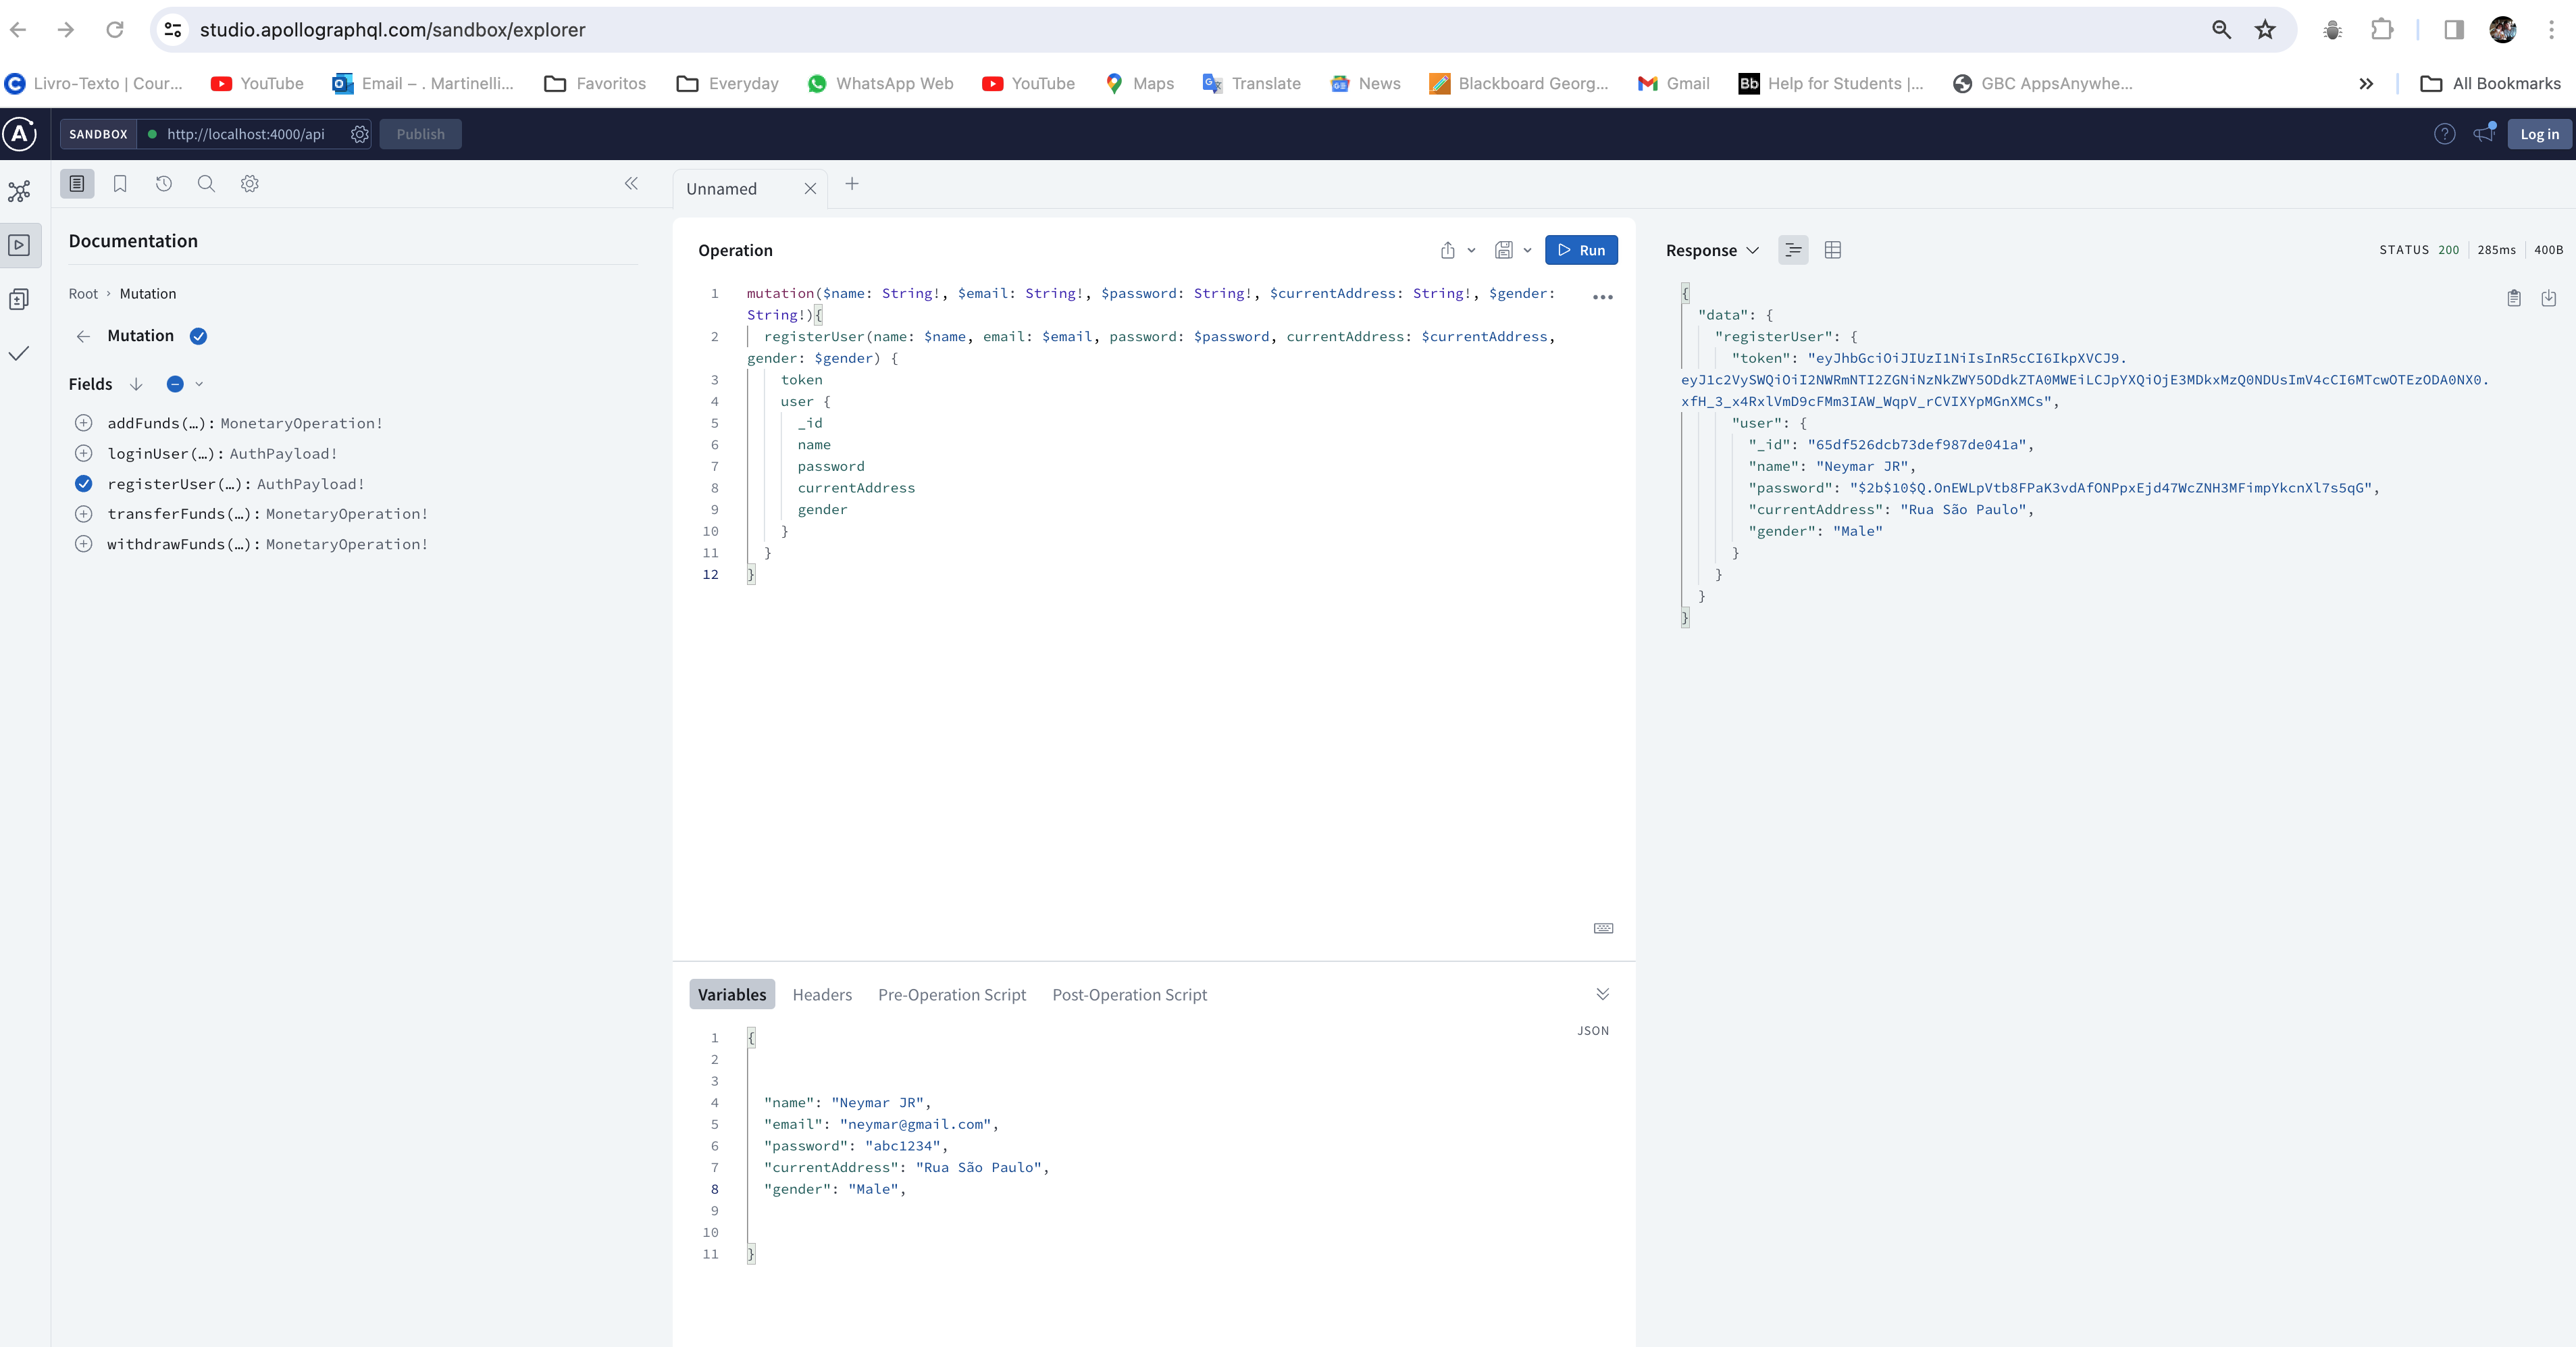 studio.apollographql.com/sandbox/explorer
Livro-Texto | Cour...
YouTube
Email – . Martinelli...
Favoritos
Everyday
WhatsApp Web
YouTube
Maps
Translate
News
Blackboard Georg...
Gmail
Bb Help for Students |...
GBC AppsAnywhe...
All Bookmarks
SANDBOX
http://localhost:4000/api
Publish
Log in
Documentation
Root › Mutation
Mutation
Fields
addFunds(…): MonetaryOperation!
loginUser(…): AuthPayload!
registerUser(…): AuthPayload!
transferFunds(…): MonetaryOperation!
withdrawFunds(…): MonetaryOperation!
Unnamed
Operation
Run
1 mutation($name: String!, $email: String!, $password: String!, $currentAddress: String!, $gender:
String!){
2 registerUser(name: $name, email: $email, password: $password, currentAddress: $currentAddress,
gender: $gender) {
3 token
4 user {
5 _id
6 name
7 password
8 currentAddress
9 gender
10 }
11 }
12 }
Variables
Headers
Pre-Operation Script
Post-Operation Script
JSON
1 {
2
3
4 "name": "Neymar JR",
5 "email": "neymar@gmail.com",
6 "password": "abc1234",
7 "currentAddress": "Rua São Paulo",
8 "gender": "Male",
9
10
11 }
Response
STATUS 200
285ms
400B
{
"data": {
"registerUser": {
"token": "eyJhbGciOiJIUzI1NiIsInR5cCI6IkpXVCJ9.
eyJ1c2VySWQiOiI2NWRmNTI2ZGNiNzNkZWY5ODdkZTA0MWEiLCJpYXQiOjE3MDkxMzQ0NDUsImV4cCI6MTcwOTEzODA0NX0.
xfH_3_x4RxlVmD9cFMm3IAW_WqpV_rCVIXYpMGnXMCs",
"user": {
"_id": "65df526dcb73def987de041a",
"name": "Neymar JR",
"password": "$2b$10$Q.OnEWLpVtb8FPaK3vdAfONPpxEjd47WcZNH3MFimpYkcnXl7s5qG",
"currentAddress": "Rua São Paulo",
"gender": "Male"
}
}
}
}